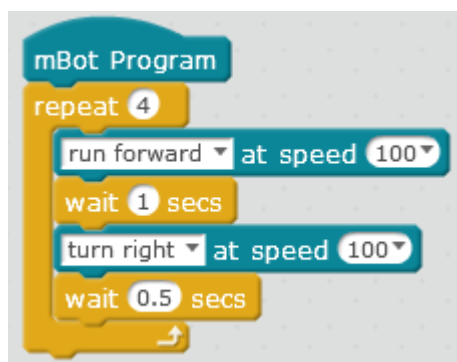 mBot Program
repeat 4
run forward at speed 100
wait 1 secs
turn right at speed 100
wait 0.5 secs